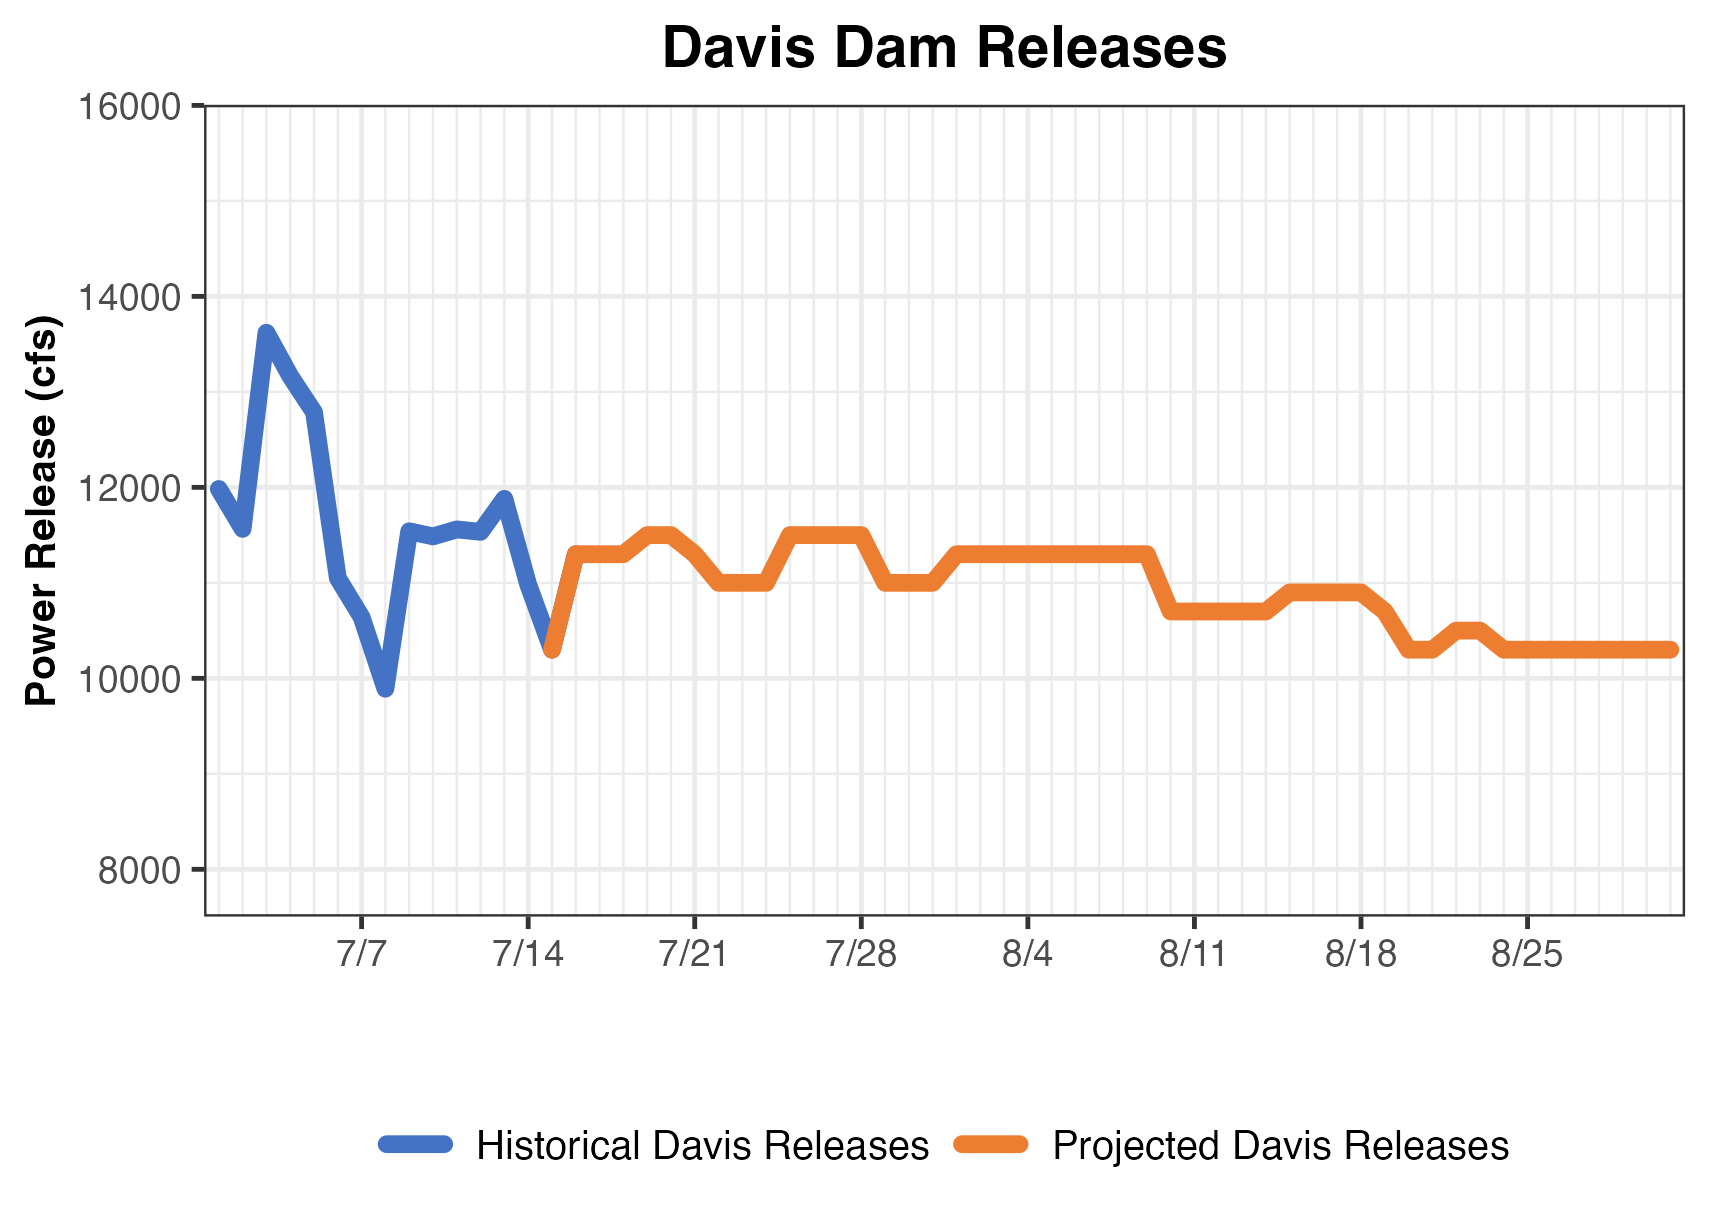 Davis Dam Releases
16000
14000
12000
10000
8000
Power Release (cfs)
7/7 7/14 7/21 7/28 8/4 8/11 8/18 8/25
Historical Davis Releases Projected Davis Releases